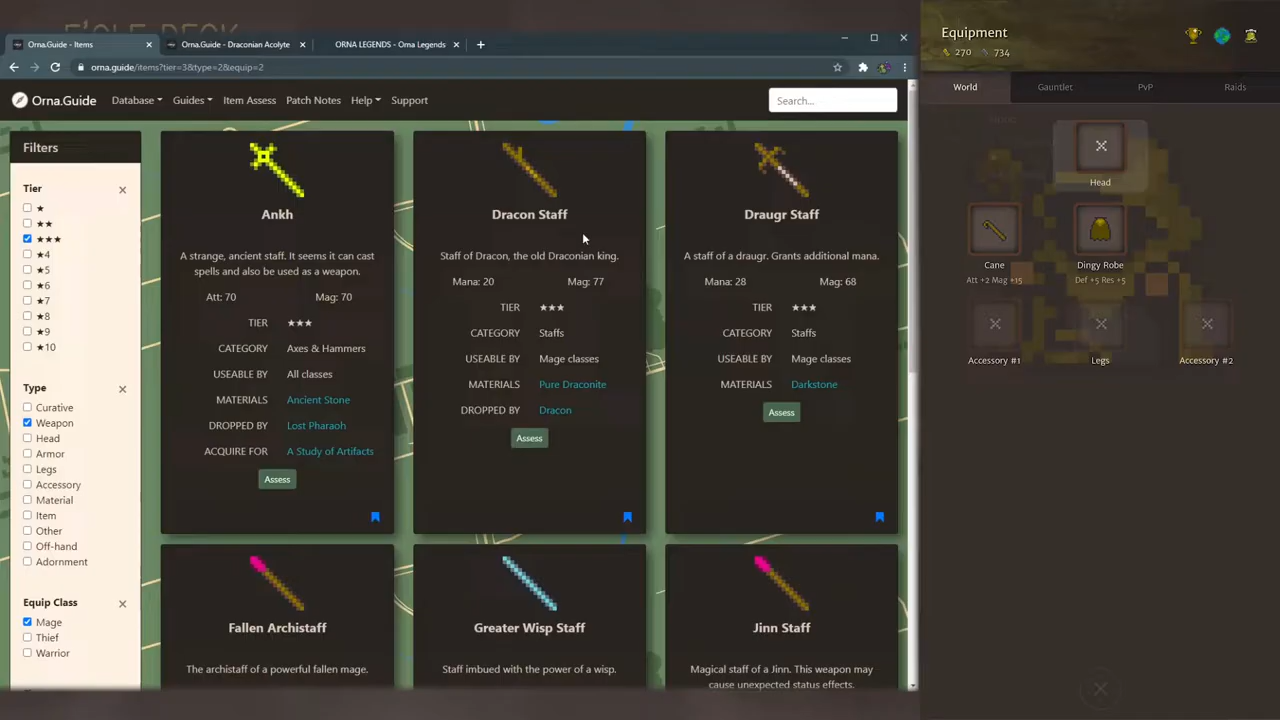 Orna.Guide - Items
Orna.Guide - Draconian Acolyte
ORNA LEGENDS - Orna Legends
orna.guide/items?tier=3&type=2&equip=2
Orna.Guide
Database
Guides
Item Assess
Patch Notes
Help
Support
Search...
Filters
Tier
★
★★
★★★
★4
★5
★6
★7
★8
★9
★10
Type
Curative
Weapon
Head
Armor
Legs
Accessory
Material
Item
Other
Off-hand
Adornment
Equip Class
Mage
Thief
Warrior
Ankh
A strange, ancient staff. It seems it can cast
spells and also be used as a weapon.
Att: 70 Mag: 70
TIER ★★★
CATEGORY Axes & Hammers
USEABLE BY All classes
MATERIALS Ancient Stone
DROPPED BY Lost Pharaoh
ACQUIRE FOR A Study of Artifacts
Assess
Dracon Staff
Staff of Dracon, the old Draconian king.
Mana: 20 Mag: 77
TIER ★★★
CATEGORY Staffs
USEABLE BY Mage classes
MATERIALS Pure Draconite
DROPPED BY Dracon
Assess
Draugr Staff
A staff of a draugr. Grants additional mana.
Mana: 28 Mag: 68
TIER ★★★
CATEGORY Staffs
USEABLE BY Mage classes
MATERIALS Darkstone
Assess
Fallen Archistaff
The archistaff of a powerful fallen mage.
Greater Wisp Staff
Staff imbued with the power of a wisp.
Jinn Staff
Magical staff of a Jinn. This weapon may
cause unexpected status effects.
Equipment
270 734
World
Gauntlet
PvP
Raids
Head
Cane
Att +2 Mag +15
Dingy Robe
Def +5 Res +5
Accessory #1
Legs
Accessory #2